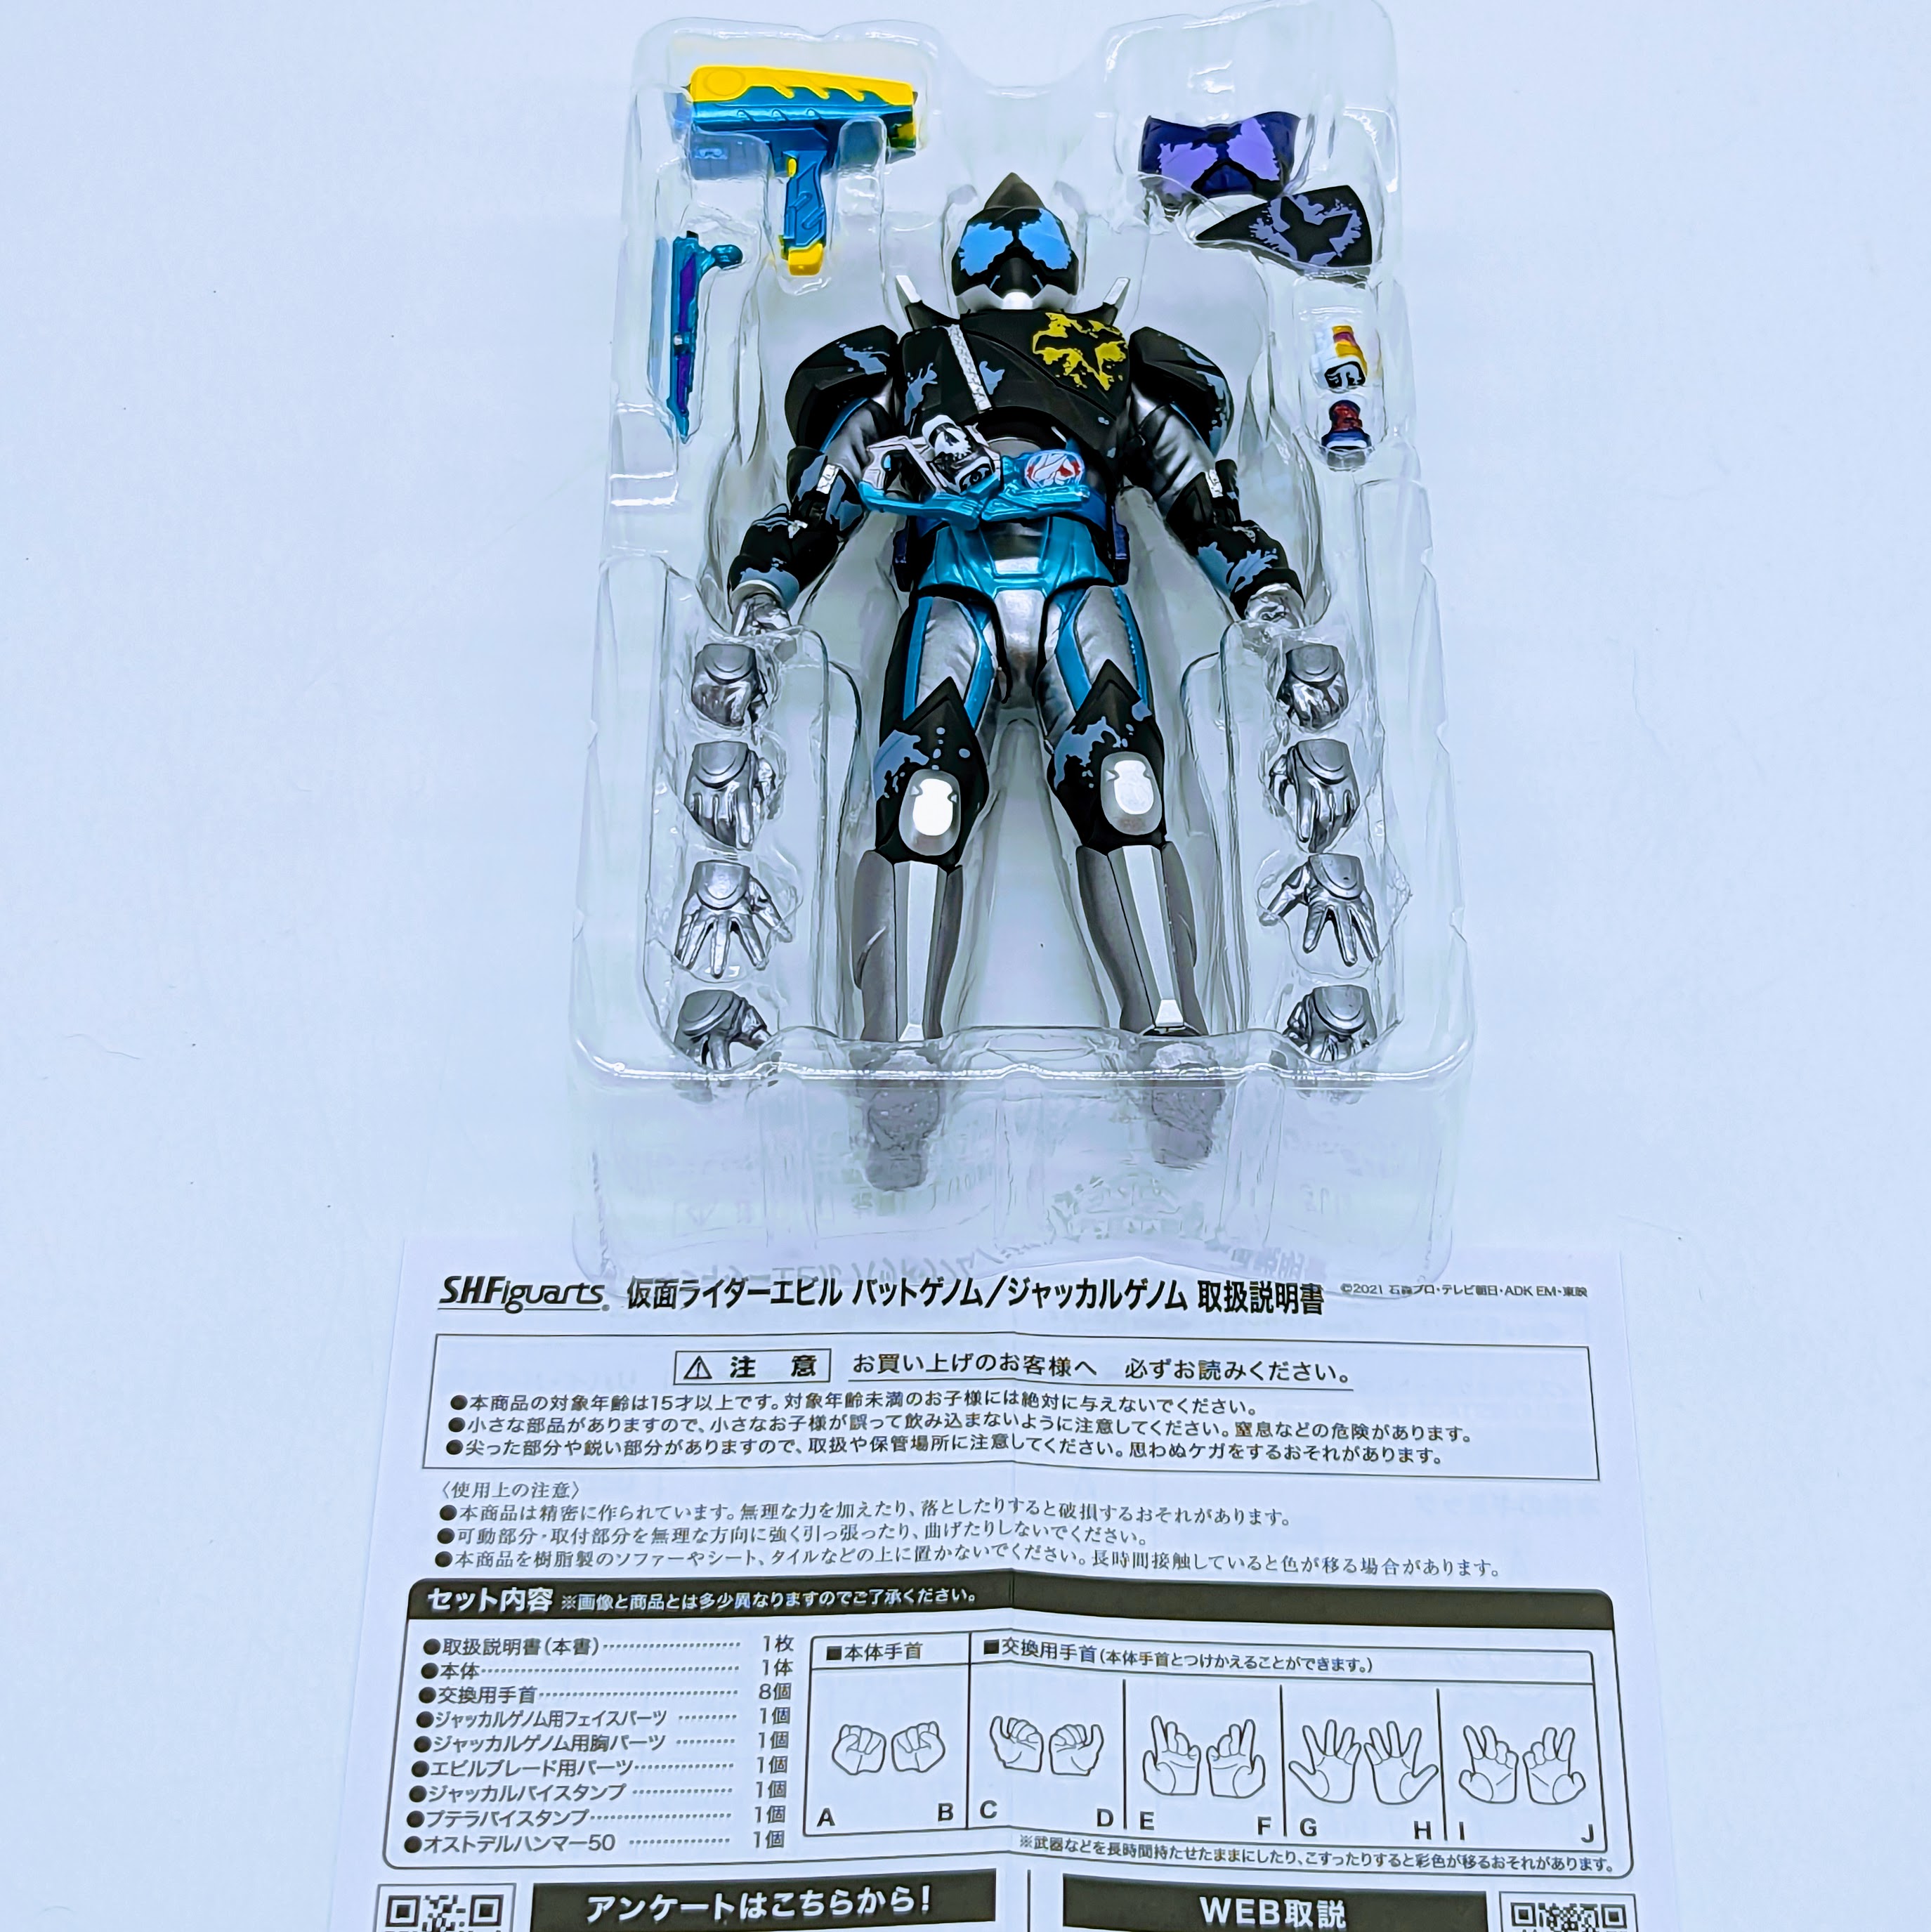 SHFiguarts® 仮面ライダーエビル バットゲノム/ジャッカルゲノム 取扱説明書 ©2021 石森プロ・テレビ朝日・ADK EM・東映
⚠ 注 意 お買い上げのお客様へ 必ずお読みください。
●本商品の対象年齢は15才以上です。対象年齢未満のお子様には絶対に与えないでください。
●小さな部品がありますので、小さなお子様が誤って飲み込まないように注意してください。窒息などの危険があります。
●尖った部分や鋭い部分がありますので、取扱や保管場所に注意してください。思わぬケガをするおそれがあります。
〈使用上の注意〉
●本商品は精密に作られています。無理な力を加えたり、落としたりすると破損するおそれがあります。
●可動部分・取付部分を無理な方向に強く引っ張ったり、曲げたりしないでください。
●本商品を樹脂製のソファーやシート、タイルなどの上に置かないでください。長時間接触していると色が移る場合があります。
セット内容 ※画像と商品とは多少異なりますのでご了承ください。
●取扱説明書(本書) 1枚
●本体 1体
●交換用手首 8個
●ジャッカルゲノム用フェイスパーツ 1個
●ジャッカルゲノム用胸パーツ 1個
●エビルブレード用パーツ 1個
●ジャッカルバイスタンプ 1個
●プテラバイスタンプ 1個
●オストデルハンマー50 1個
■本体手首
■交換用手首(本体手首とつけかえることができます。)
A B C D E F G H I J
※武器などを長時間持たせたままにしたり、こすったりすると彩色が移るおそれがあります。
アンケートはこちらから!
WEB取説